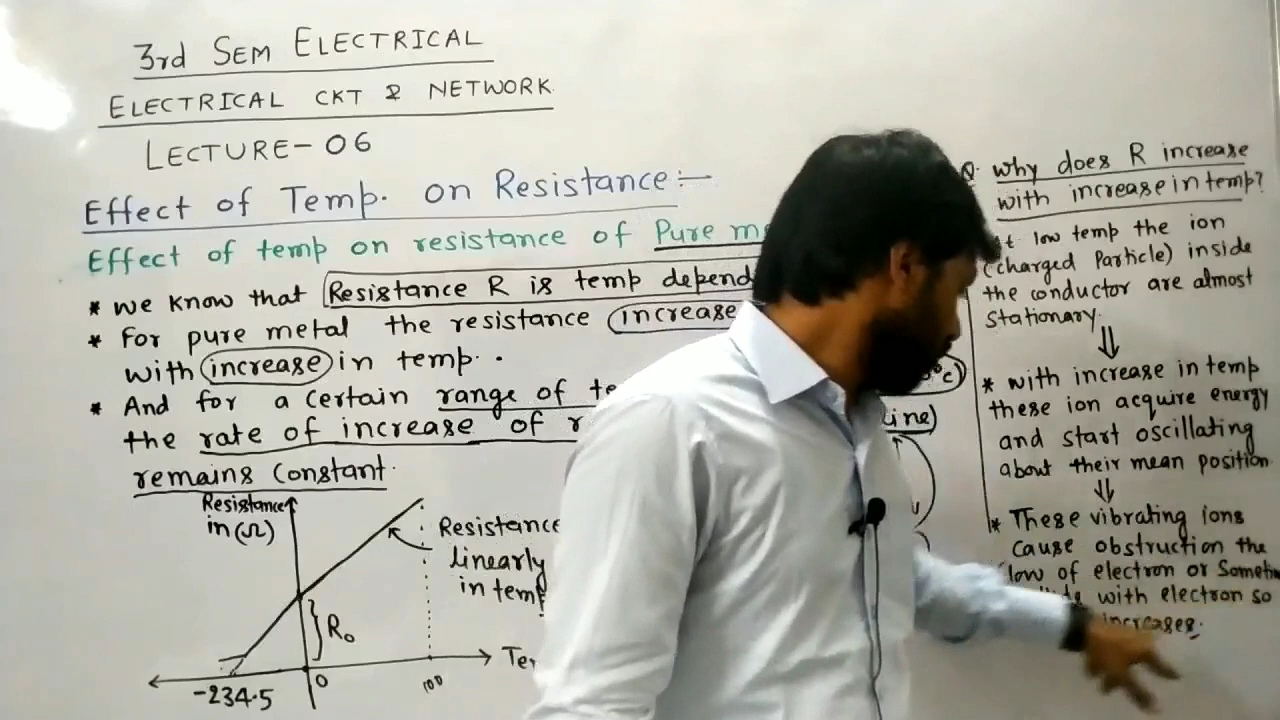 3rd SEM ELECTRICAL
ELECTRICAL CKT & NETWORK
LECTURE-06
Effect of Temp. on Resistance:-
Effect of temp on resistance of Pure
* we know that Resistance R is temp
* For pure metal the resistance increase
with increase in temp.
* And for a certain range of
the rate of increase of
remains constant.
°c)
line)
Resistance
in (Ω)
Resistance
linearly
in temp
R₀
-234.5
0
100
Q. why does R increase
with increase in temp?
low temp the ion
(charged Particle) inside
the conductor are almost
stationary.
⇓
* with increase in temp
these ion acquire energy
and start oscillating
about their mean position
⇓
* These vibrating ions
cause obstruction the
of electron or
with electron so
increases.